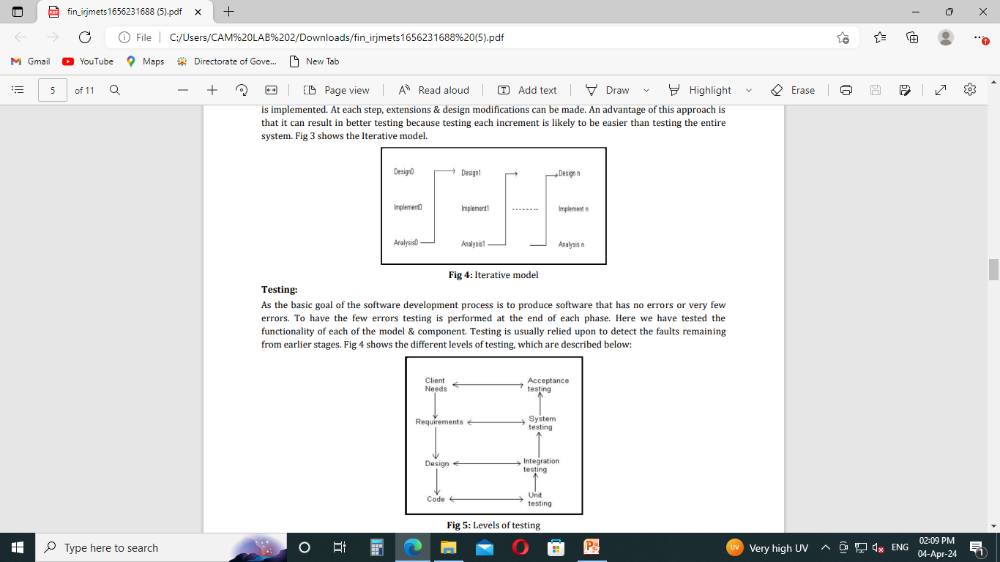 fin_irjmets1656231688 (5).pdf
File
C:/Users/CAM%20LAB%202/Downloads/fin_irjmets1656231688%20(5).pdf
Gmail YouTube Maps Directorate of Gove... New Tab
5 of 11 Page view Read aloud Add text Draw Highlight Erase
is implemented. At each step, extensions & design modifications can be made. An advantage of this approach is
that it can result in better testing because testing each increment is likely to be easier than testing the entire
system. Fig 3 shows the Iterative model.
Design0 Design1 Design n
Implement0 Implement1 Implement n
Analysis0 Analysis1 Analysis n
Fig 4: Iterative model
Testing:
As the basic goal of the software development process is to produce software that has no errors or very few
errors. To have the few errors testing is performed at the end of each phase. Here we have tested the
functionality of each of the model & component. Testing is usually relied upon to detect the faults remaining
from earlier stages. Fig 4 shows the different levels of testing, which are described below:
Client Acceptance
Needs testing
Requirements System
testing
Design Integration
testing
Code Unit
testing
Fig 5: Levels of testing
Type here to search
UV Very high UV ENG
02:09 PM
04-Apr-24
1